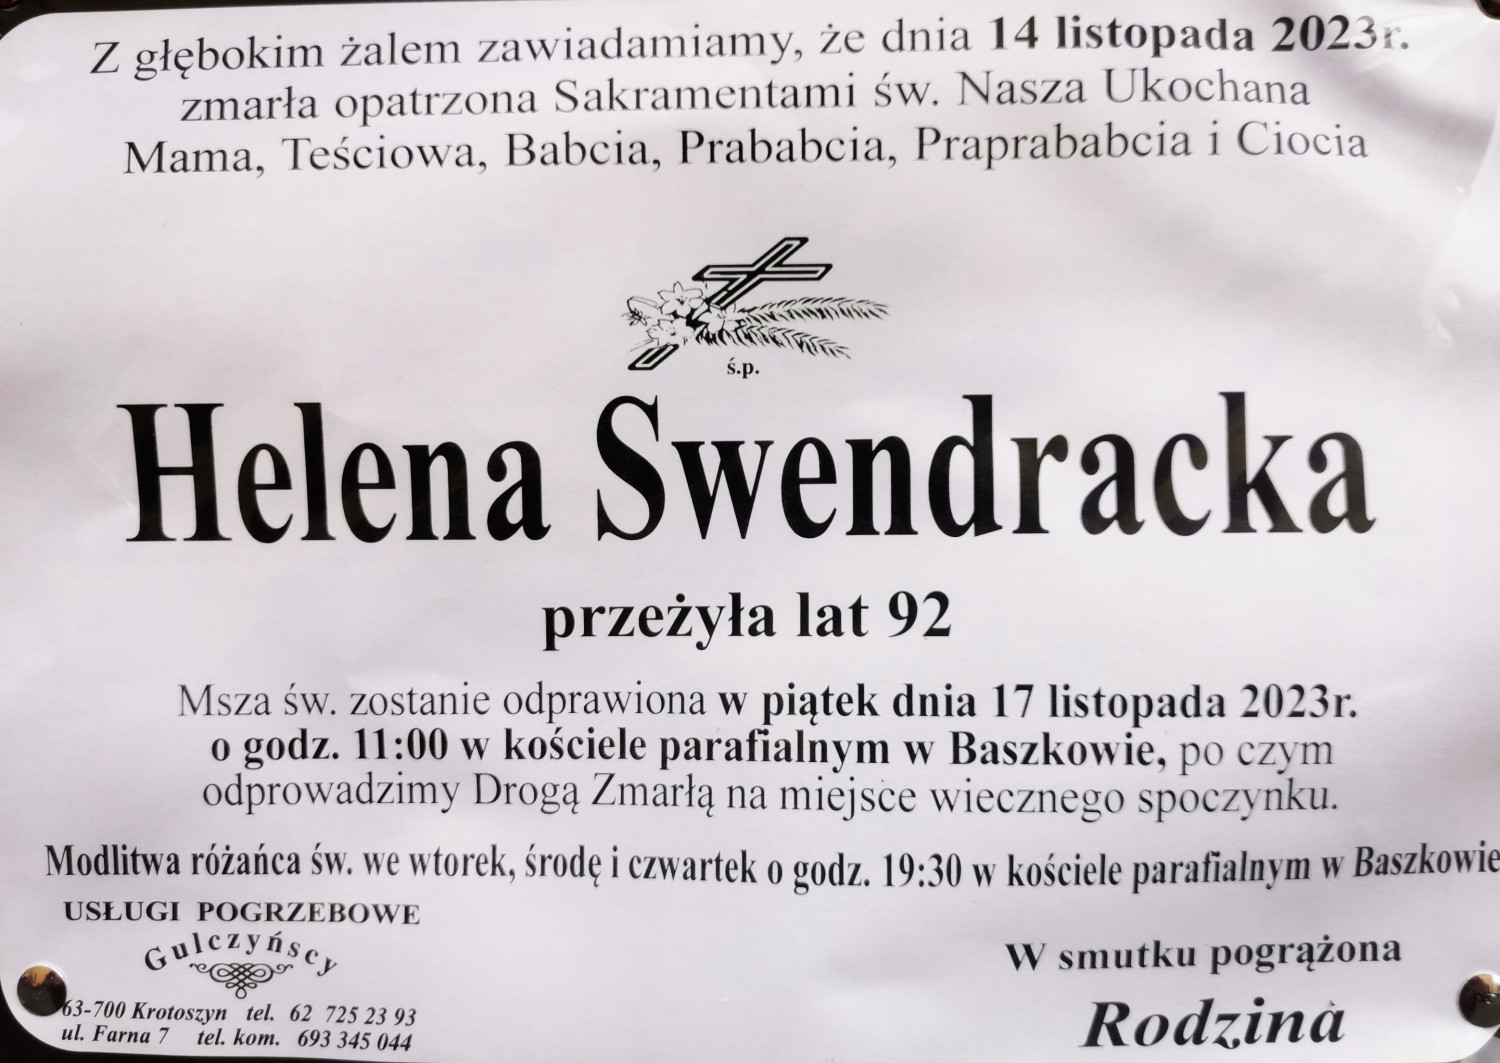 Z głębokim żalem zawiadamiamy, że dnia 14 listopada 2023r.
zmarła opatrzona Sakramentami św. Nasza Ukochana
Mama, Teściowa, Babcia, Prababcia, Praprababcia i Ciocia
ś.p.
Helena Swendracka
przeżyła lat 92
Msza św. zostanie odprawiona w piątek dnia 17 listopada 2023r.
o godz. 11:00 w kościele parafialnym w Baszkowie, po czym
odprowadzimy Drogą Zmarłą na miejsce wiecznego spoczynku.
Modlitwa różańca św. we wtorek, środę i czwartek o godz. 19:30 w kościele parafialnym w Baszkowie
USŁUGI POGRZEBOWE
Gulczyńscy
63-700 Krotoszyn tel. 62 725 23 93
ul. Farna 7 tel. kom. 693 345 044
W smutku pogrążona
Rodzina